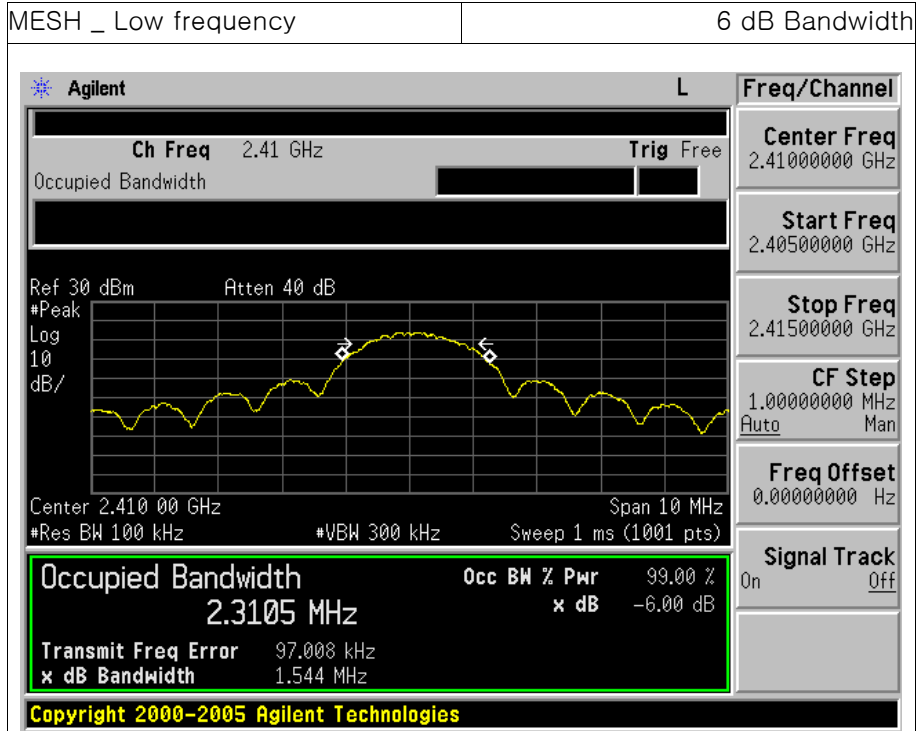 MESH _ Low frequency 6 dB Bandwidth
Agilent L Freq/Channel
Ch Freq 2.41 GHz Trig Free
Occupied Bandwidth
Center Freq
2.41000000 GHz
Start Freq
2.40500000 GHz
Stop Freq
2.41500000 GHz
CF Step
1.00000000 MHz
Auto Man
Freq Offset
0.00000000 Hz
Signal Track
On Off
Ref 30 dBm Atten 40 dB
#Peak
Log
10
dB/
Center 2.410 00 GHz Span 10 MHz
#Res BW 100 kHz #VBW 300 kHz Sweep 1 ms (1001 pts)
Occupied Bandwidth Occ BW % Pwr 99.00 %
2.3105 MHz x dB -6.00 dB
Transmit Freq Error 97.008 kHz
x dB Bandwidth 1.544 MHz
Copyright 2000-2005 Agilent Technologies